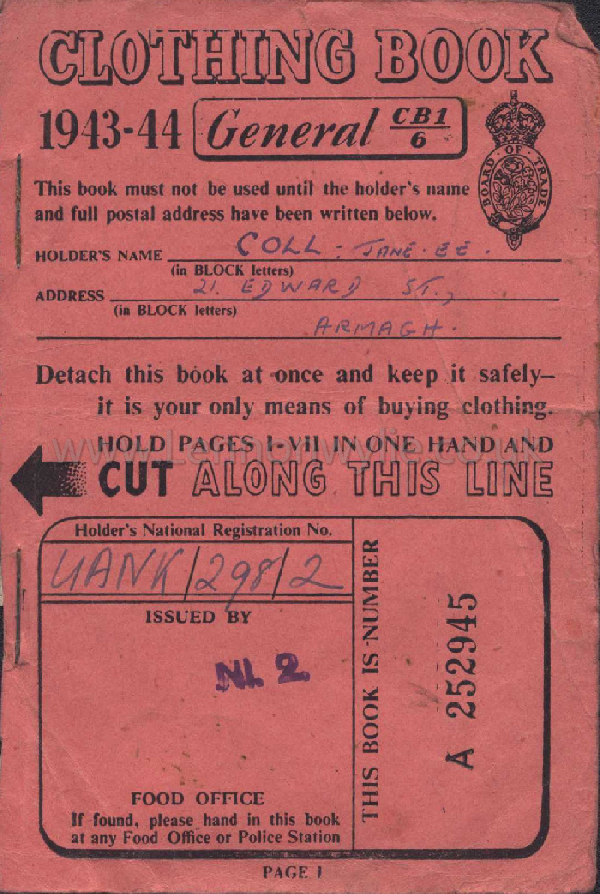 CLOTHING BOOK
1943-44 General CB1/6
BOARD · OF · TRADE
This book must not be used until the holder's name
and full postal address have been written below.
HOLDER'S NAME COLL - JANE. EE.
(in BLOCK letters)
ADDRESS 21. EDWARD ST.,
(in BLOCK letters)
ARMAGH.
Detach this book at once and keep it safely—
it is your only means of buying clothing.
HOLD PAGES I-VII IN ONE HAND AND
CUT ALONG THIS LINE
Holder's National Registration No.
UANK/298/2
ISSUED BY
NI. 2
FOOD OFFICE
If found, please hand in this book
at any Food Office or Police Station
THIS BOOK IS NUMBER
A 252945
PAGE I